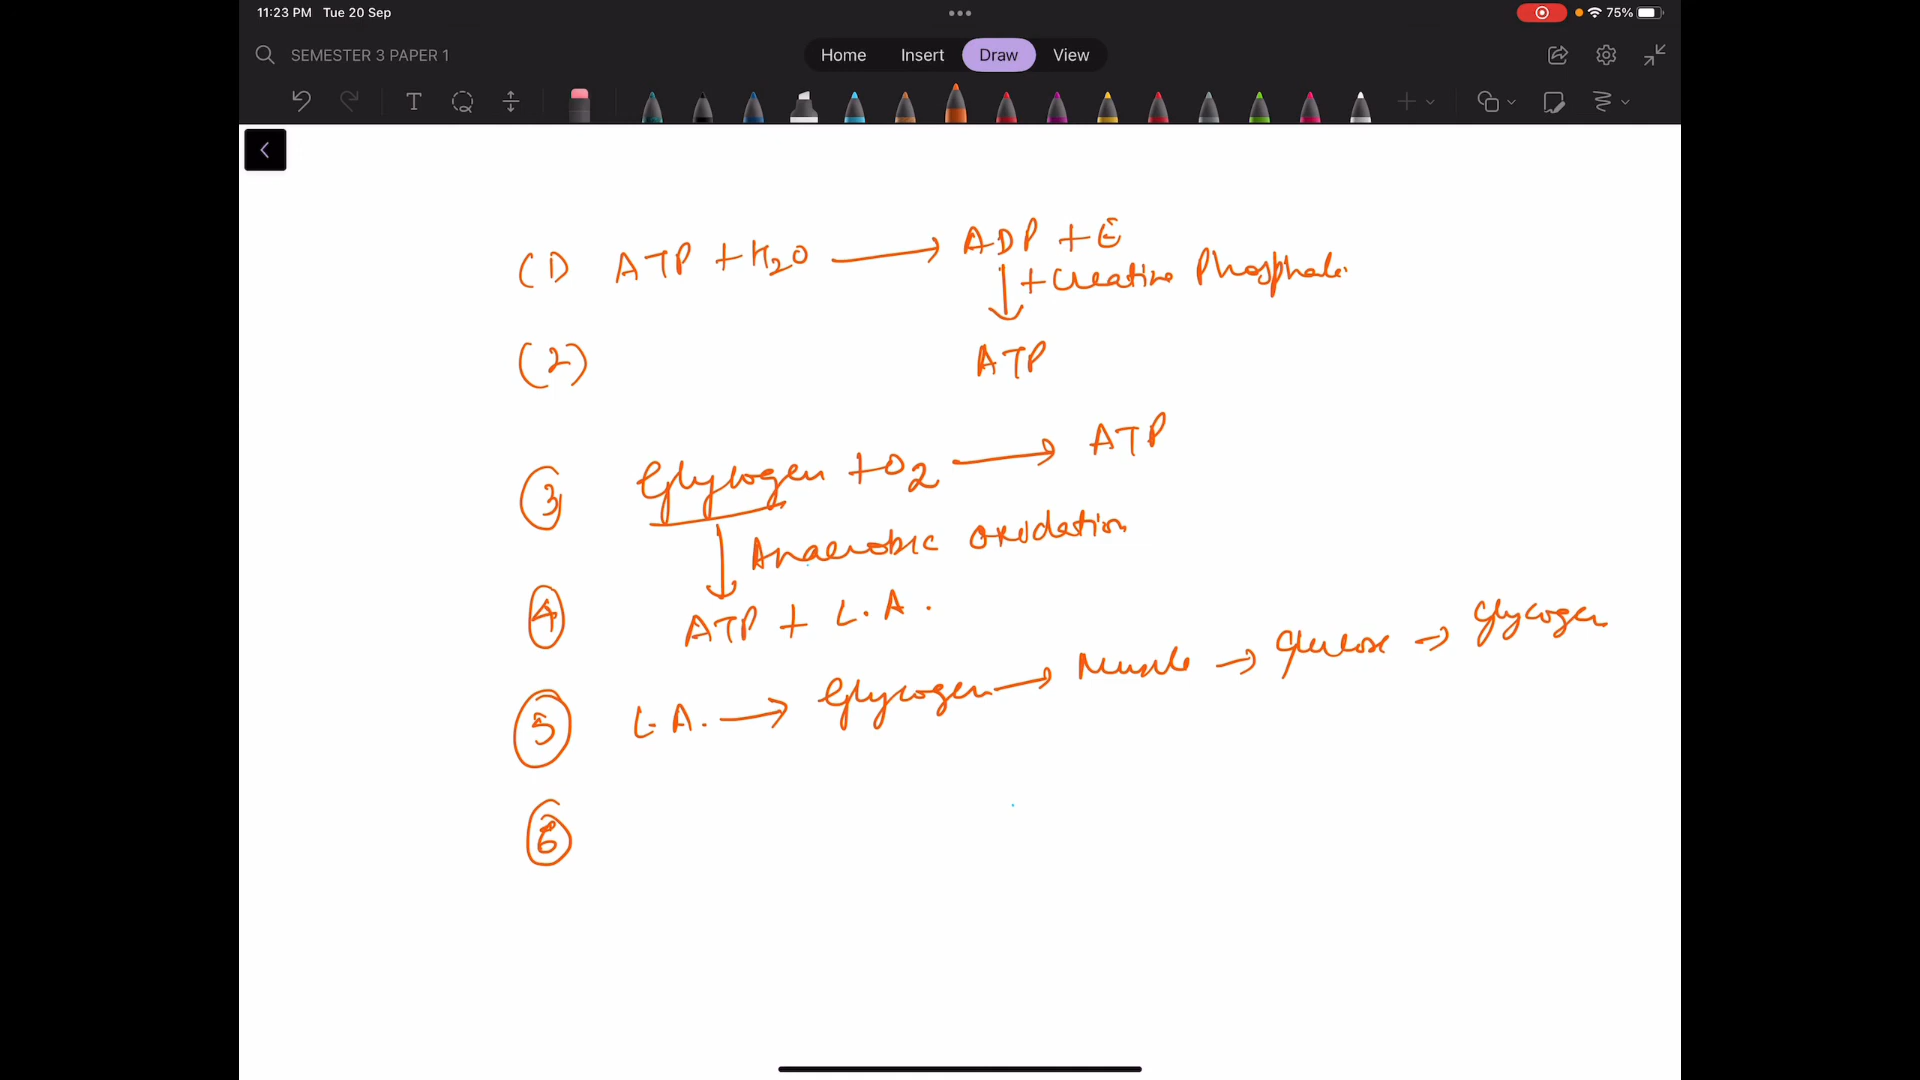 11:23 PM Tue 20 Sep
75%
SEMESTER 3 PAPER 1
Home Insert Draw View
(1) ATP + H2O → ADP + E
↓ + Creatine Phosphate
(2) ATP
③ Glycogen + O2 → ATP
↓ Anaerobic oxidation
④ ATP + L.A.
⑤ L.A. → Glycogen → Muscle → Glucose → Glycogen
⑥